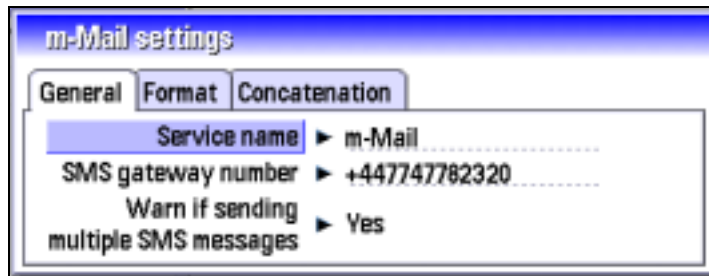 m-Mail settings
General Format Concatenation
Service name ► m-Mail
SMS gateway number ► +447747782320
Warn if sending
multiple SMS messages ► Yes